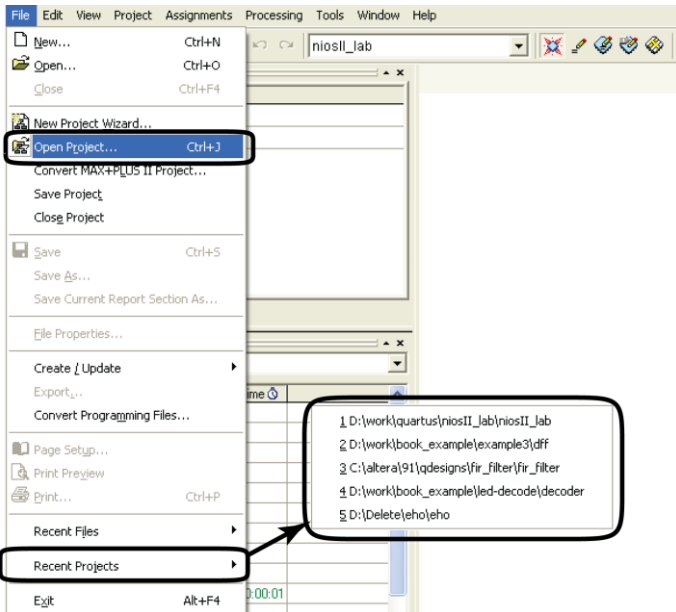 File Edit View Project Assignments Processing Tools Window Help
New... Ctrl+N
niosII_lab
Open... Ctrl+O
Close Ctrl+F4
New Project Wizard...
Open Project... Ctrl+J
Convert MAX+PLUS II Project...
Save Project
Close Project
Save Ctrl+S
Save As...
Save Current Report Section As...
File Properties...
Create / Update
Export...
Convert Programming Files...
Page Setup...
Print Preview
Print... Ctrl+P
Recent Files
Recent Projects
Exit Alt+F4
ime
0:00:01
1 D:\work\quartus\niosII_lab\niosII_lab
2 D:\work\book_example\example3\dff
3 C:\altera\91\qdesigns\fir_filter\fir_filter
4 D:\work\book_example\led-decode\decoder
5 D:\Delete\eho\eho